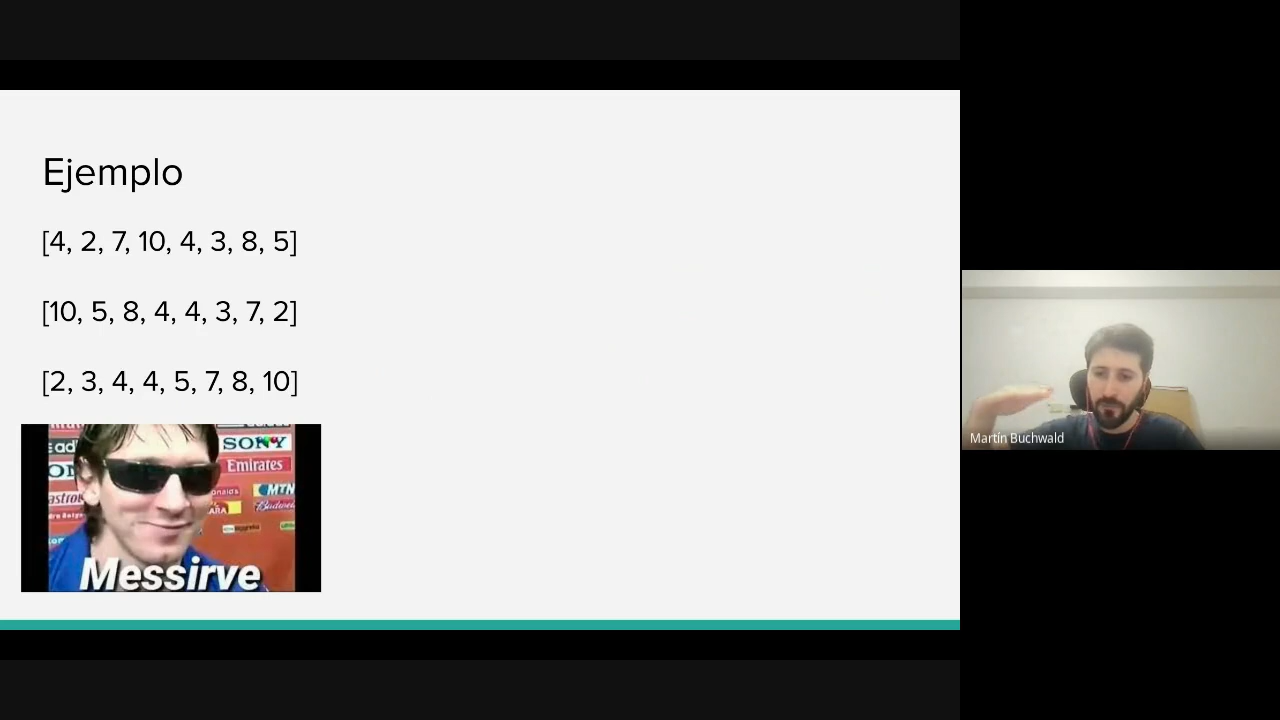 Ejemplo
[4, 2, 7, 10, 4, 3, 8, 5]
[10, 5, 8, 4, 4, 3, 7, 2]
[2, 3, 4, 4, 5, 7, 8, 10]
SONY
Emirates
MTN
Messirve
Martín Buchwald